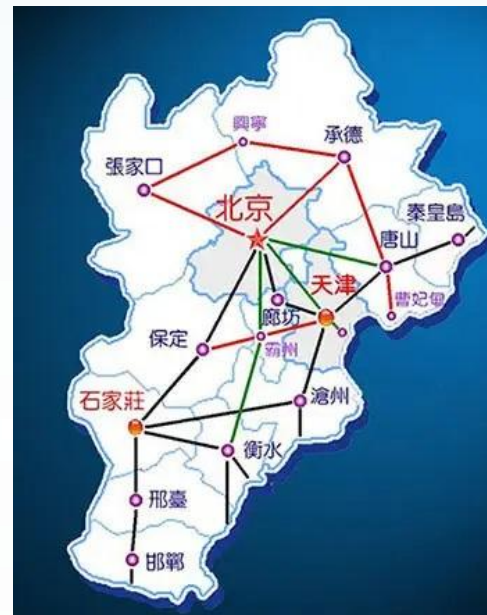 興寧
承德
張家口
北京
秦皇島
唐山
天津
曹妃甸
廊坊
保定
霸州
石家莊
滄州
衡水
邢臺
邯鄲